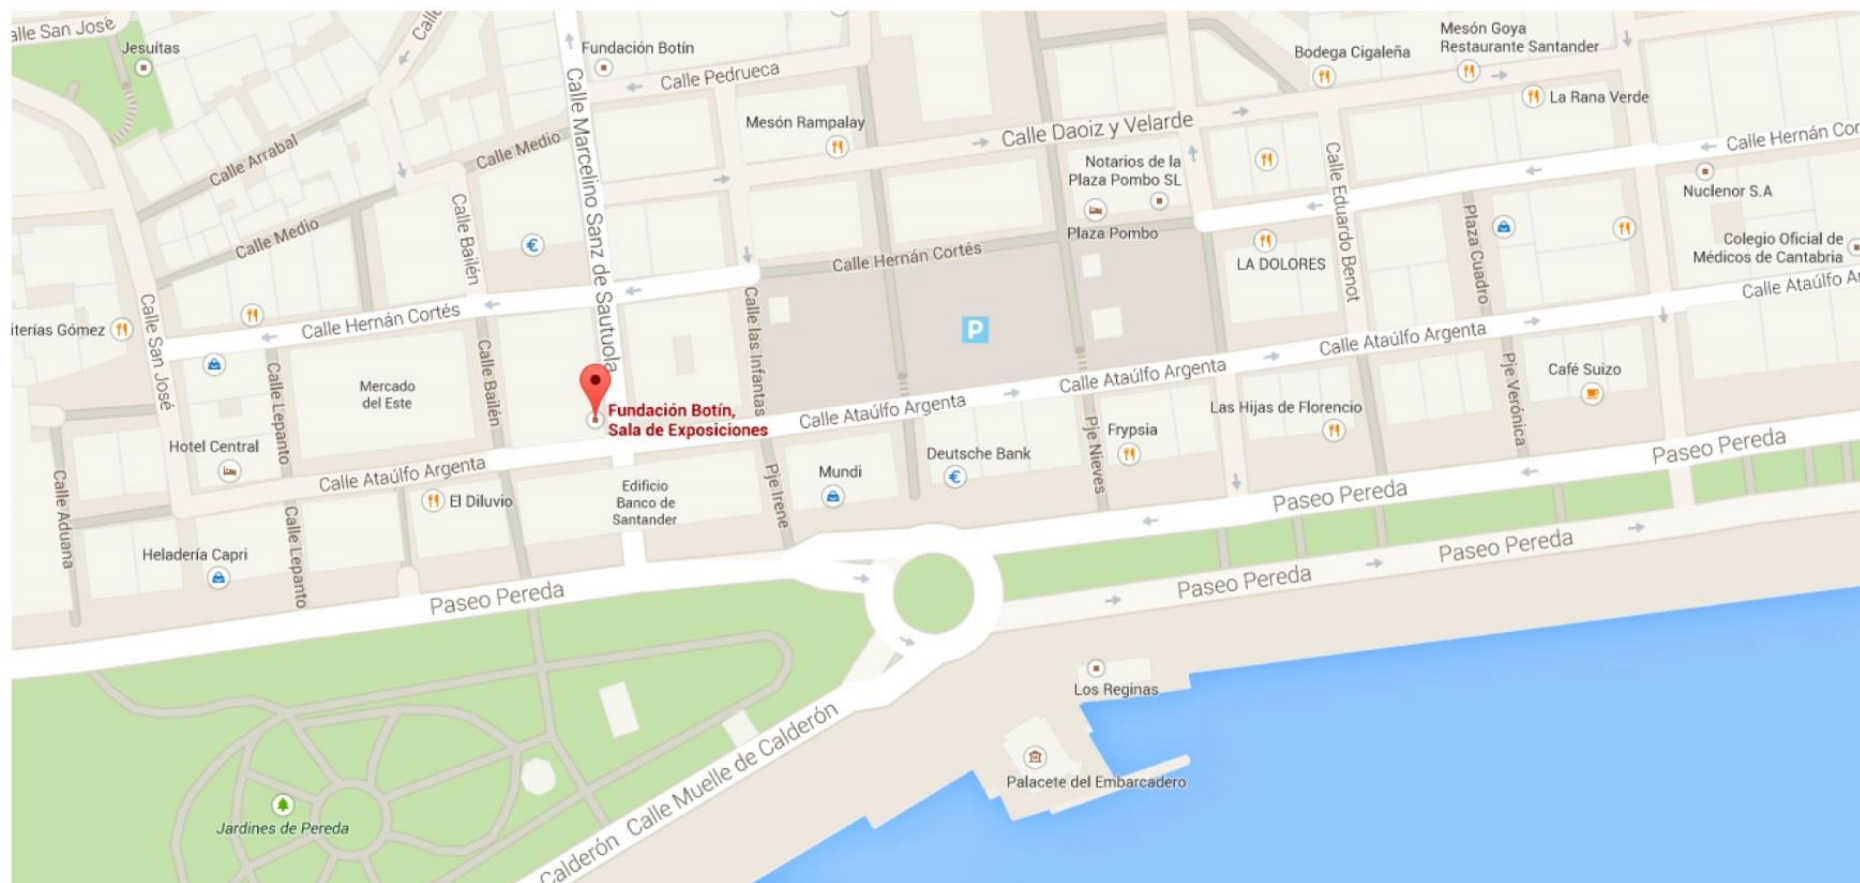 alle San José
Jesuítas
Calle
Fundación Botín
Calle Pedrueca
Calle Marcelino Sanz de Sautuola
Mesón Goya
Restaurante Santander
Bodega Cigaleña
La Rana Verde
Mesón Rampalay
Calle Daoiz y Velarde
Calle Hernán Cor
Calle Arrabal
Calle Medio
Calle Medio
Notarios de la
Plaza Pombo SL
Plaza Pombo
Calle Eduardo Benot
Nuclenor S.A
Calle Bailén
Calle Hernán Cortés
LA DOLORES
Plaza Cuadro
Colegio Oficial de
Médicos de Cantabria
Calle Ataúlfo Ar
iterías Gómez
Calle San José
Calle Hernán Cortés
Calle las Infantas
P
Calle Ataúlfo Argenta
Calle Lepanto
Mercado
del Este
Calle Bailén
Fundación Botín,
Sala de Exposiciones
Calle Ataúlfo Argenta
Calle Ataúlfo Argenta
Pje Verónica
Café Suizo
Las Hijas de Florencio
Hotel Central
Calle Ataúlfo Argenta
El Diluvio
Edificio
Banco de
Santander
Pje Irene
Mundi
Deutsche Bank
Pje Nieves
Frypsia
Paseo Pereda
Paseo Pereda
Calle Aduana
Heladería Capri
Calle Lepanto
Paseo Pereda
Paseo Pereda
Paseo Pereda
Los Reginas
Palacete del Embarcadero
Calle Muelle de Calderón
Calderón
Jardines de Pereda